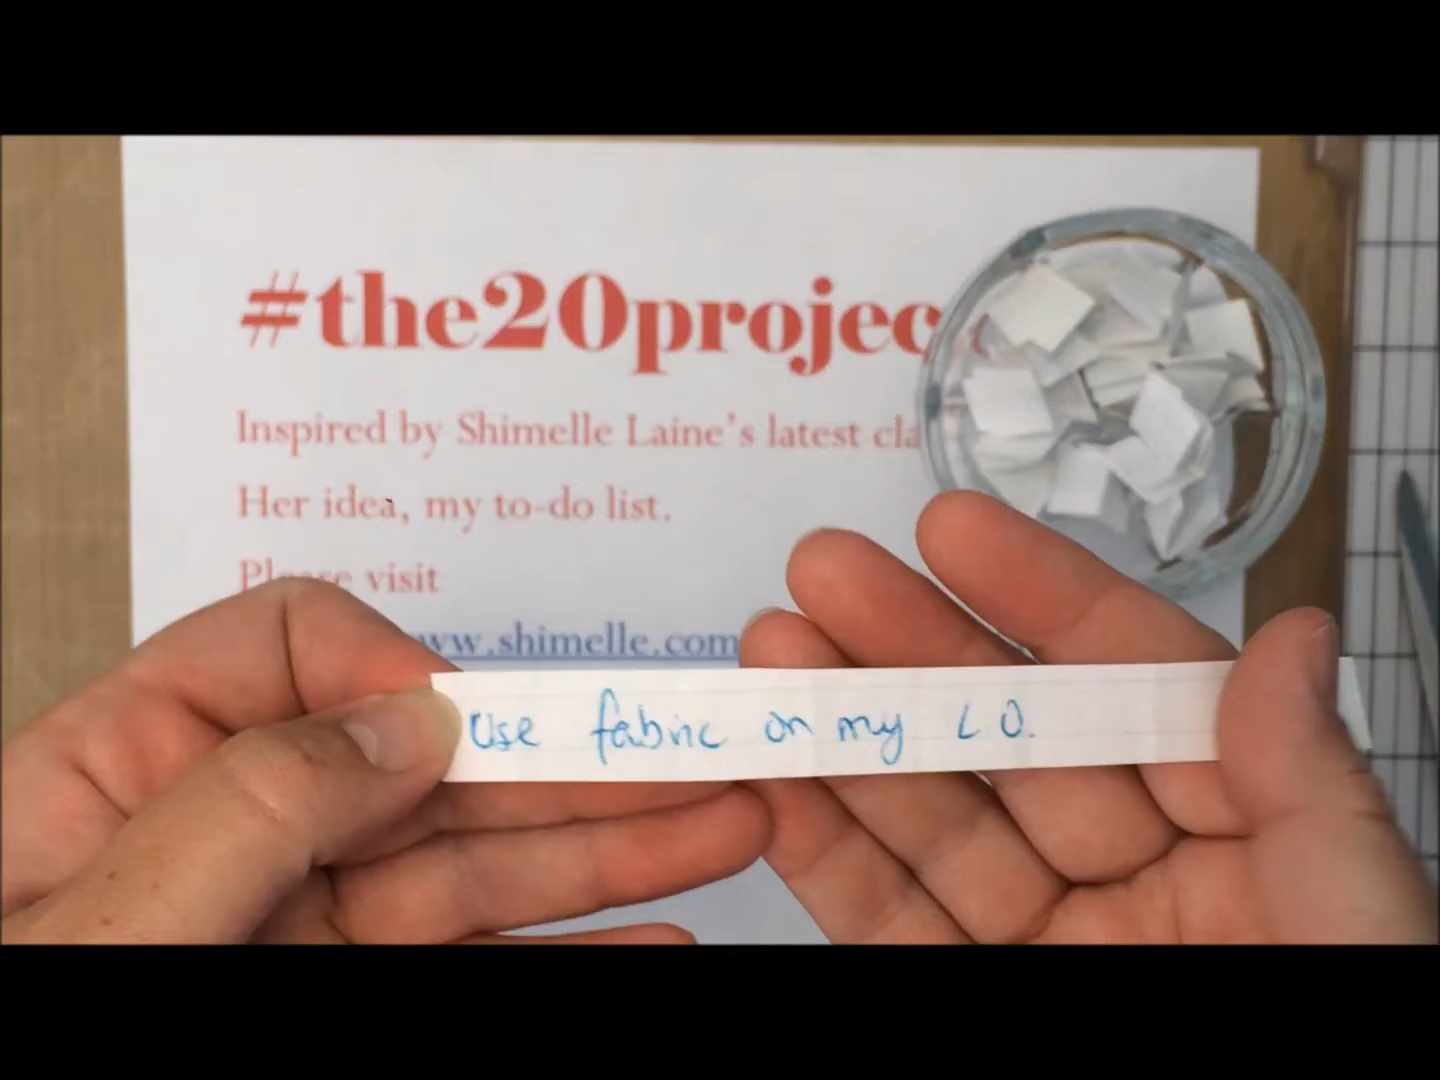 #the20projec
Inspired by Shimelle Laine's latest cla
Her idea, my to-do list.
Please visit
ww.shimelle.com
Use fabric on my LO.